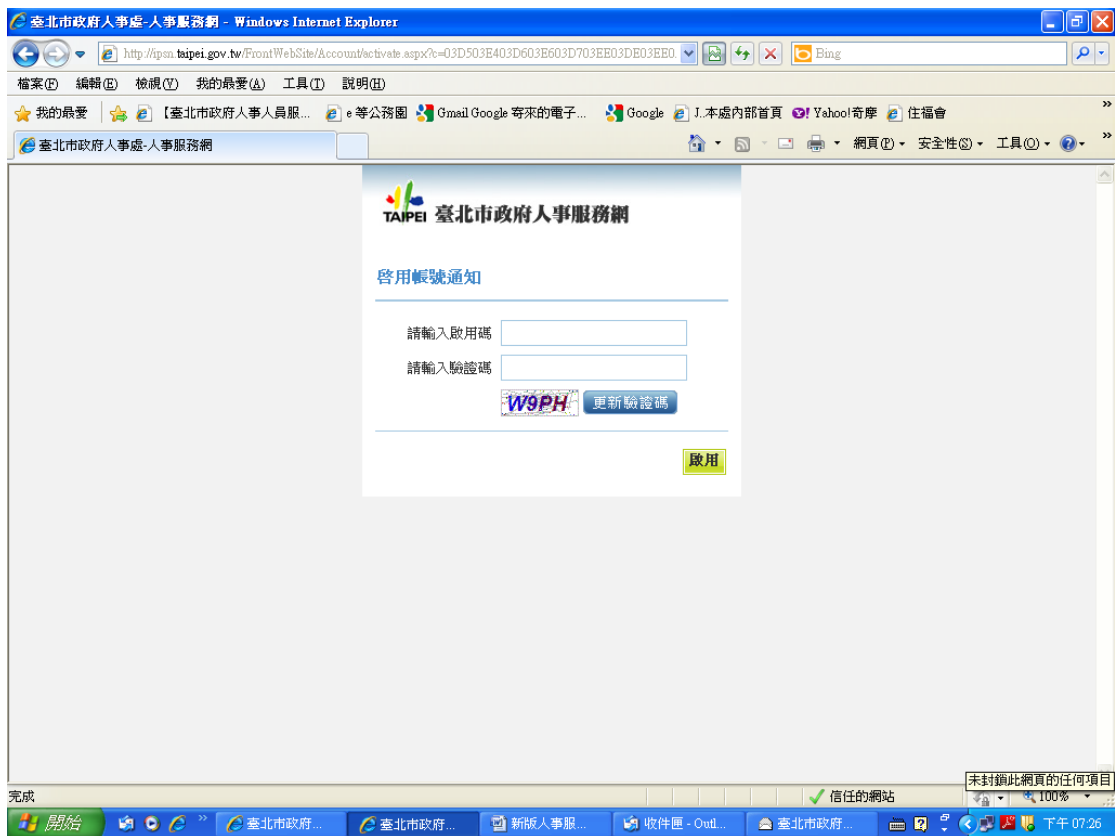 臺北市政府人事處-人事服務網 - Windows Internet Explorer
http://ipsn.taipei.gov.tw/FrontWebSite/Account/activate.aspx?c=03D503E403D603E603D703EE03DE03EE0.
Bing
檔案(F) 編輯(E) 檢視(V) 我的最愛(A) 工具(T) 說明(H)
我的最愛 【臺北市政府人事人員服... e 等公務園 Gmail Google 寄來的電子... Google J..本處內部首頁 Yahoo!奇摩 住福會 »
臺北市政府人事處-人事服務網 網頁(P) 安全性(S) 工具(O) »
TAIPEI 臺北市政府人事服務網
啓用帳號通知
請輸入啟用碼
請輸入驗證碼
W9PH 更新驗證碼
啟用
未封鎖此網頁的任何項目
完成 信任的網站 100%
開始 » 臺北市政府... 臺北市政府... 新版人事服... 收件匣 - Outl... 臺北市政府... 下午 07:26